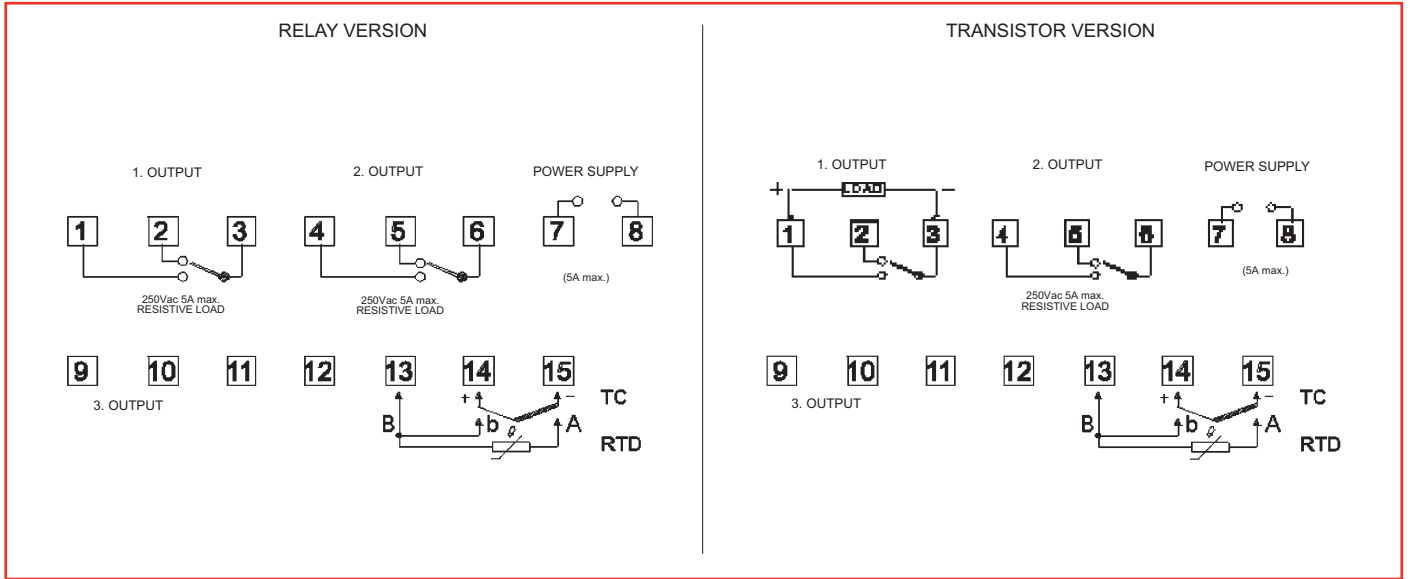 RELAY VERSION
1. OUTPUT
2. OUTPUT
POWER SUPPLY
1 2 3 4 5 6 7 8
(5A max.)
250Vac 5A max.
RESISTIVE LOAD
250Vac 5A max.
RESISTIVE LOAD
9 10 11 12 13 14 15
3. OUTPUT
+ − TC
B b A
RTD
TRANSISTOR VERSION
1. OUTPUT
2. OUTPUT
POWER SUPPLY
+ LOAD −
1 2 3 4 5 6 7 8
(5A max.)
250Vac 5A max.
RESISTIVE LOAD
9 10 11 12 13 14 15
3. OUTPUT
+ − TC
B b A
RTD